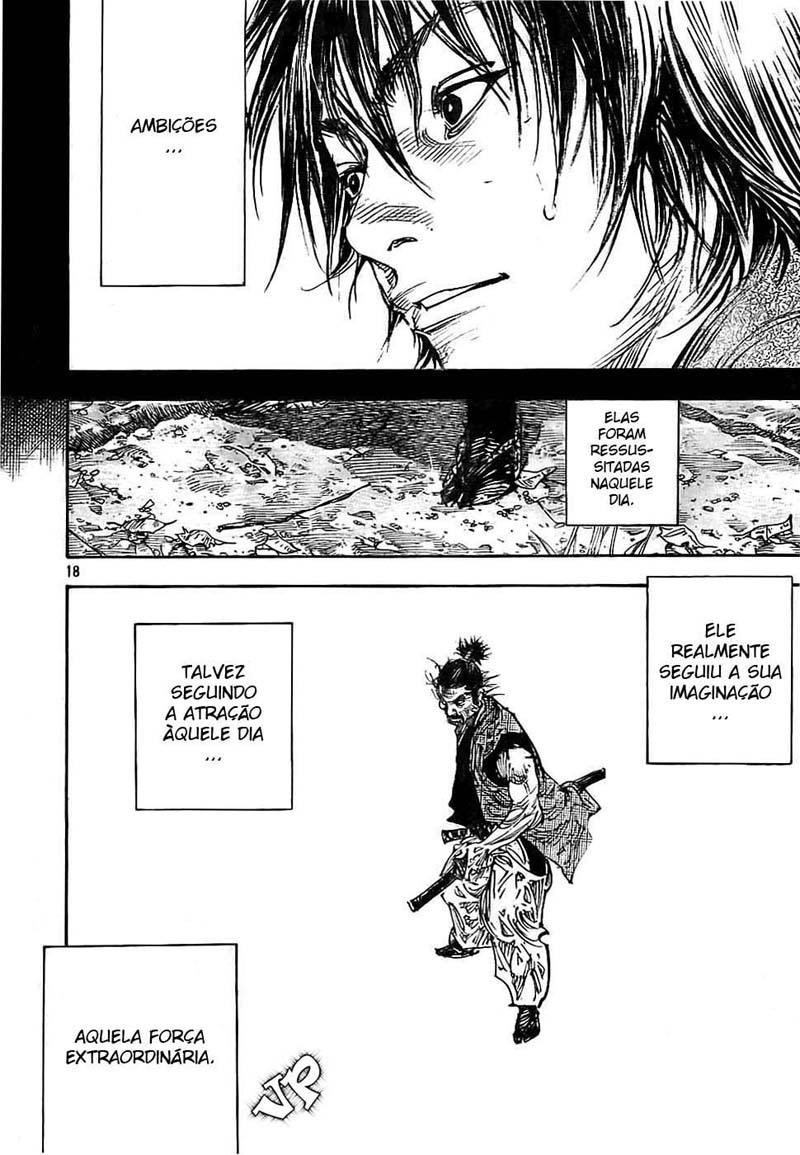 AMBIÇÕES
...
ELAS
FORAM
RESSUS-
SITADAS
NAQUELE
DIA.
18
ELE
REALMENTE
SEGUIU A SUA
IMAGINAÇÃO
...
TALVEZ
SEGUINDO
A ATRAÇÃO
ÀQUELE DIA
...
AQUELA FORÇA
EXTRAORDINÁRIA.
VP